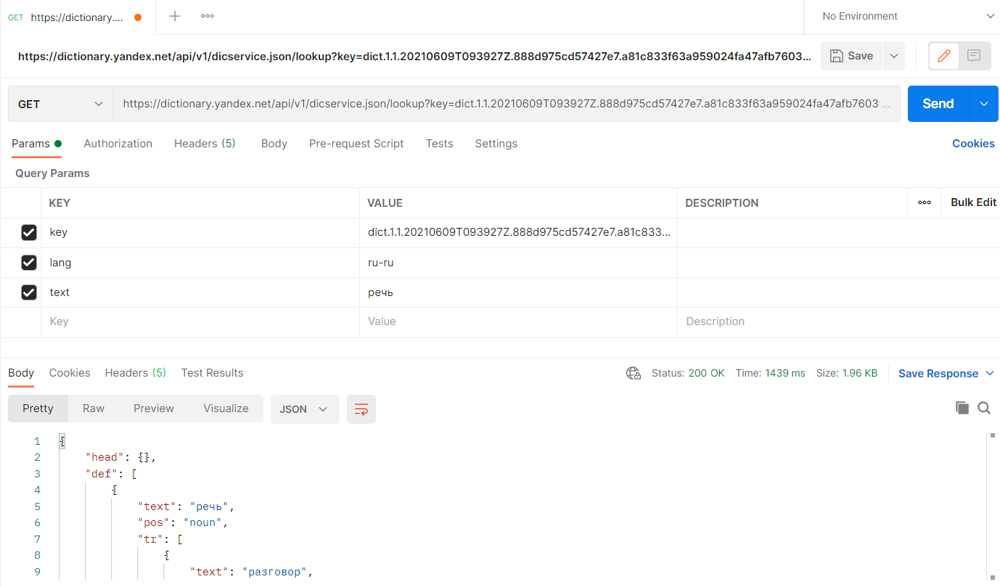 GET https://dictionary....
No Environment
https://dictionary.yandex.net/api/v1/dicservice.json/lookup?key=dict.1.1.20210609T093927Z.888d975cd57427e7.a81c833f63a959024fa47afb7603...
Save
GET
https://dictionary.yandex.net/api/v1/dicservice.json/lookup?key=dict.1.1.20210609T093927Z.888d975cd57427e7.a81c833f63a959024fa47afb7603...
Send
Params Authorization Headers (5) Body Pre-request Script Tests Settings Cookies
Query Params
KEY VALUE DESCRIPTION Bulk Edit
key dict.1.1.20210609T093927Z.888d975cd57427e7.a81c833...
lang ru-ru
text речь
Key Value Description
Body Cookies Headers (5) Test Results Status: 200 OK Time: 1439 ms Size: 1.96 KB Save Response
Pretty Raw Preview Visualize JSON
1 {
2 "head": {},
3 "def": [
4 {
5 "text": "речь",
6 "pos": "noun",
7 "tr": [
8 {
9 "text": "разговор",